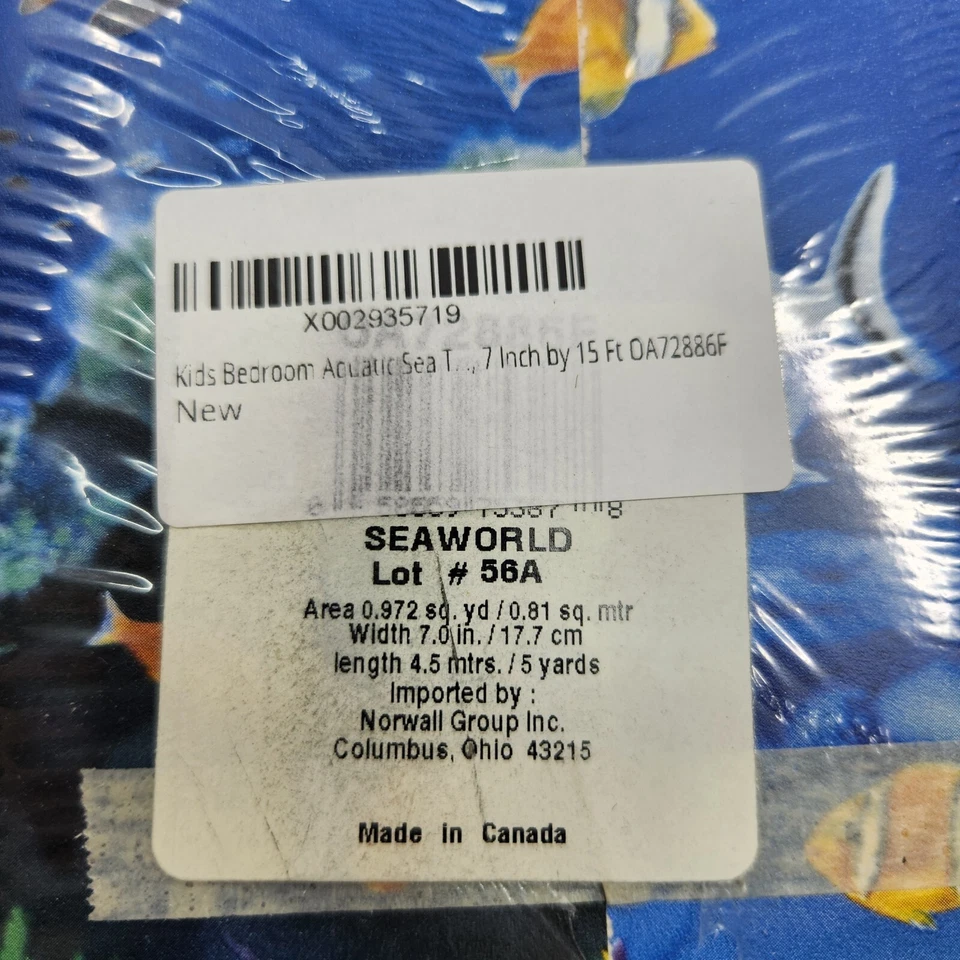 X002935719
Kids Bedroom Aquatic Sea T..., 7 Inch by 15 Ft OA72886F
New
OA72886F
SEAWORLD
Lot # 56A
Area 0.972 sq. yd / 0.81 sq. mtr
Width 7.0 in. / 17.7 cm
length 4.5 mtrs. / 5 yards
Imported by :
Norwall Group Inc.
Columbus, Ohio 43215
Made in Canada